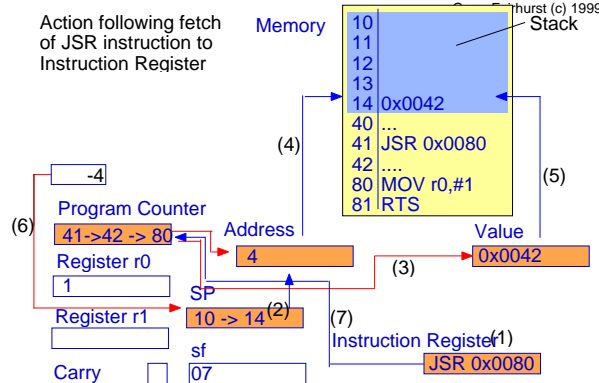 Action following fetch
of JSR instruction to
Instruction Register
Memory
(c) 1999
Stack
10
11
12
13
14 0x0042
40 ...
41 JSR 0x0080
42 ....
80 MOV r0,#1
81 RTS
(4)
(5)
-4
(6)
Program Counter
41->42 -> 80
Address
4
Value
0x0042
(3)
Register r0
1
SP
10 -> 14
(2)
(7)
Register r1
Instruction Register
(1)
JSR 0x0080
sf
07
Carry